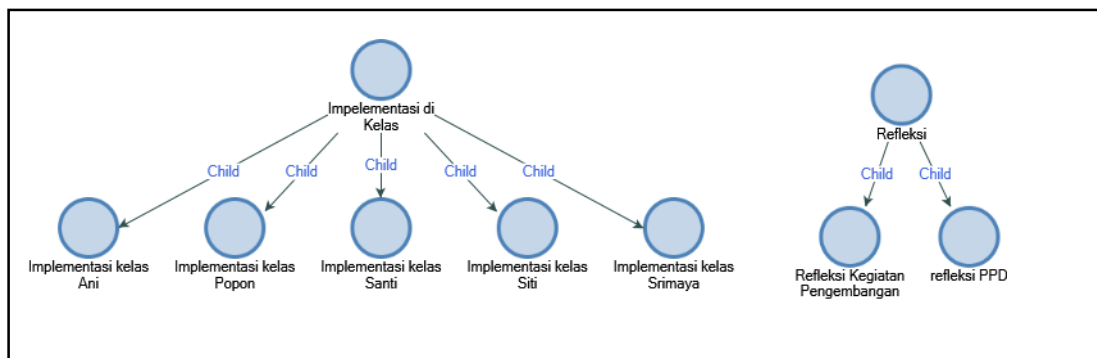 Impelementasi di
Kelas
Refleksi
Child
Child
Child
Child
Child
Child
Child
Implementasi kelas
Ani
Implementasi kelas
Popon
Implementasi kelas
Santi
Implementasi kelas
Siti
Implementasi kelas
Srimaya
Refleksi Kegiatan
Pengembangan
refleksi PPD